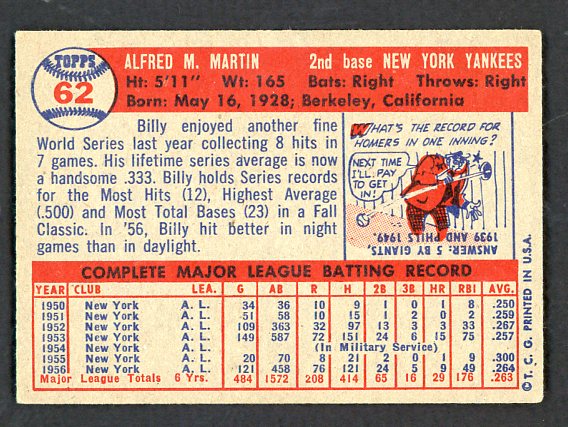 TOPPS
62
ALFRED M. MARTIN 2nd base NEW YORK YANKEES
Ht: 5'11" Wt: 165 Bats: Right Throws: Right
Born: May 16, 1928; Berkeley, California
Billy enjoyed another fine
World Series last year collecting 8 hits in
7 games. His lifetime series average is now
a handsome .333. Billy holds Series records
for the Most Hits (12), Highest Average
(.500) and Most Total Bases (23) in a Fall
Classic. In '56, Billy hit better in night
games than in daylight.
WHAT'S THE RECORD FOR
HOMERS IN ONE INNING?
NEXT TIME
I'LL PAY
TO GET
IN!
ANSWER: 5 BY GIANTS,
1939 AND PHILS 1949.
COMPLETE MAJOR LEAGUE BATTING RECORD
YEAR CLUB LEA. G AB R H 2B 3B HR RBI AVG.
1950 New York A. L. 34 36 10 9 1 0 1 8 .250
1951 New York A. L. 51 58 10 15 1 2 0 2 .259
1952 New York A. L. 109 363 32 97 13 3 3 33 .267
1953 New York A. L. 149 587 72 151 24 6 15 75 .257
1954 New York A. L. (In Military Service)
1955 New York A. L. 20 70 8 21 2 0 1 9 .300
1956 New York A. L. 121 458 76 121 24 5 9 49 .264
Major League Totals 6 Yrs. 484 1572 208 414 65 16 29 176 .263
©T. C. G. PRINTED IN U.S.A.